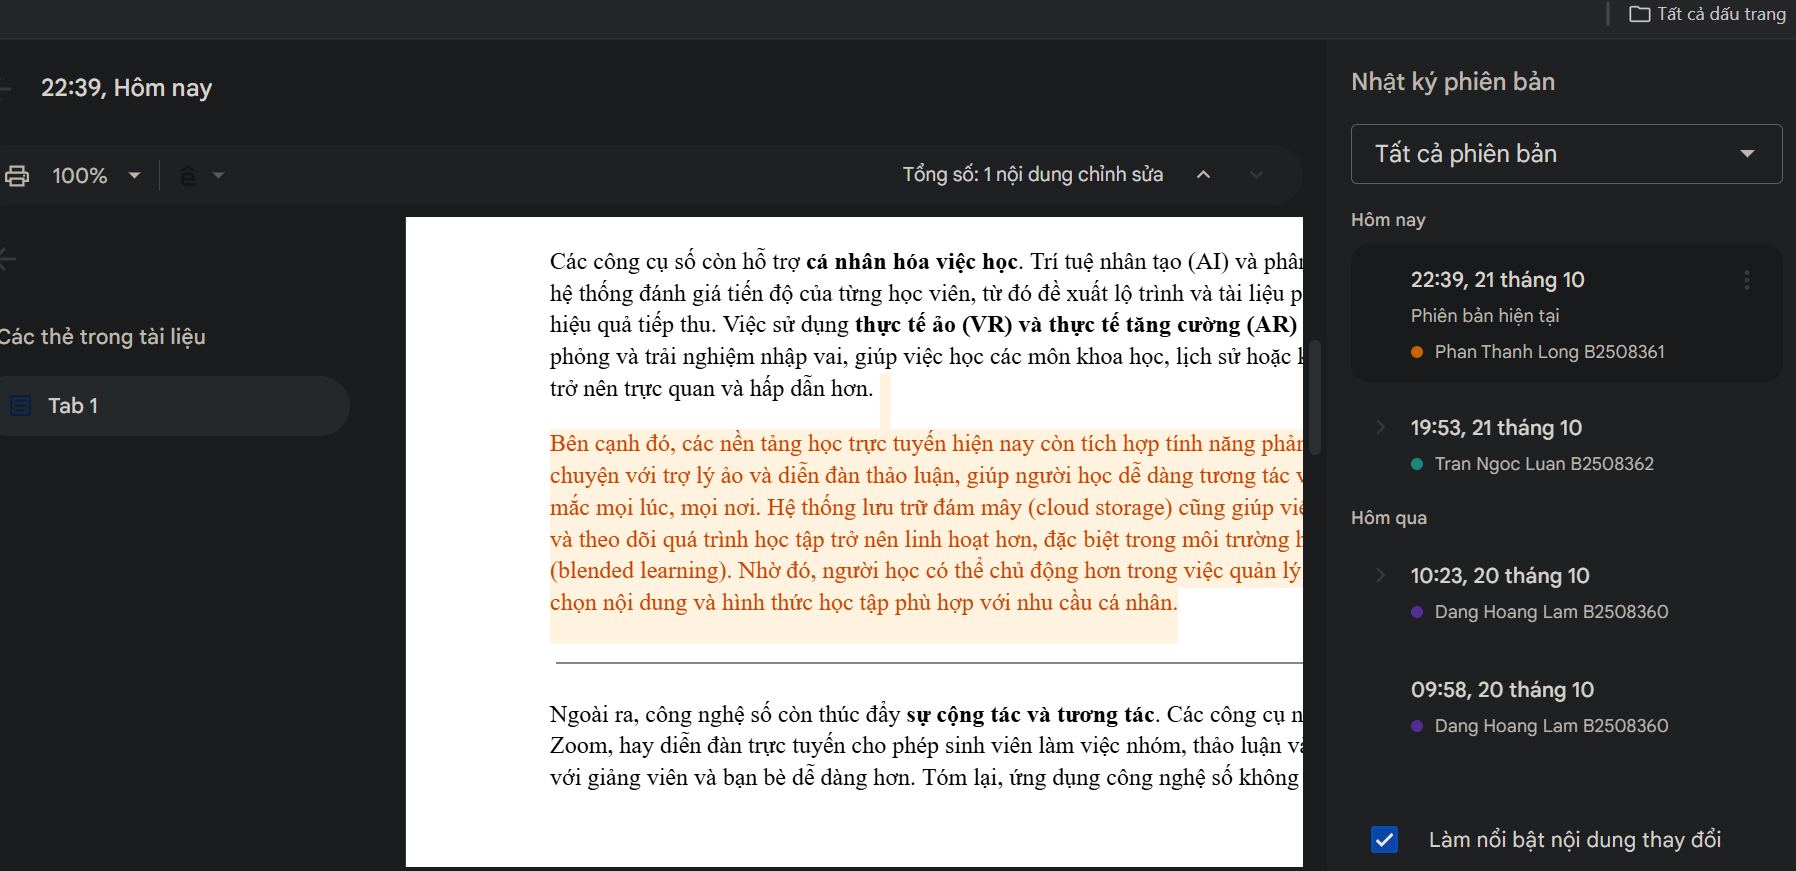 Tất cả dấu trang
22:39, Hôm nay
100%
Tổng số: 1 nội dung chỉnh sửa
Các thẻ trong tài liệu
Tab 1
Các công cụ số còn hỗ trợ cá nhân hóa việc học. Trí tuệ nhân tạo (AI) và
hệ thống đánh giá tiến độ của từng học viên, từ đó đề xuất lộ trình và tài liệu
hiệu quả tiếp thu. Việc sử dụng thực tế ảo (VR) và thực tế tăng cường (AR)
phỏng và trải nghiệm nhập vai, giúp việc học các môn khoa học, lịch sử hoặc
trở nên trực quan và hấp dẫn hơn.
Bên cạnh đó, các nền tảng học trực tuyến hiện nay còn tích hợp tính năng
chuyện với trợ lý ảo và diễn đàn thảo luận, giúp người học dễ dàng tương tác
mắc mọi lúc, mọi nơi. Hệ thống lưu trữ đám mây (cloud storage) cũng giúp
và theo dõi quá trình học tập trở nên linh hoạt hơn, đặc biệt trong môi trường
(blended learning). Nhờ đó, người học có thể chủ động hơn trong việc quản lý
chọn nội dung và hình thức học tập phù hợp với nhu cầu cá nhân.
Ngoài ra, công nghệ số còn thúc đẩy sự cộng tác và tương tác. Các công cụ
Zoom, hay diễn đàn trực tuyến cho phép sinh viên làm việc nhóm, thảo luận
với giảng viên và bạn bè dễ dàng hơn. Tóm lại, ứng dụng công nghệ số không
Nhật ký phiên bản
Tất cả phiên bản
Hôm nay
22:39, 21 tháng 10
Phiên bản hiện tại
Phan Thanh Long B2508361
19:53, 21 tháng 10
Tran Ngoc Luan B2508362
Hôm qua
10:23, 20 tháng 10
Dang Hoang Lam B2508360
09:58, 20 tháng 10
Dang Hoang Lam B2508360
Làm nổi bật nội dung thay đổi